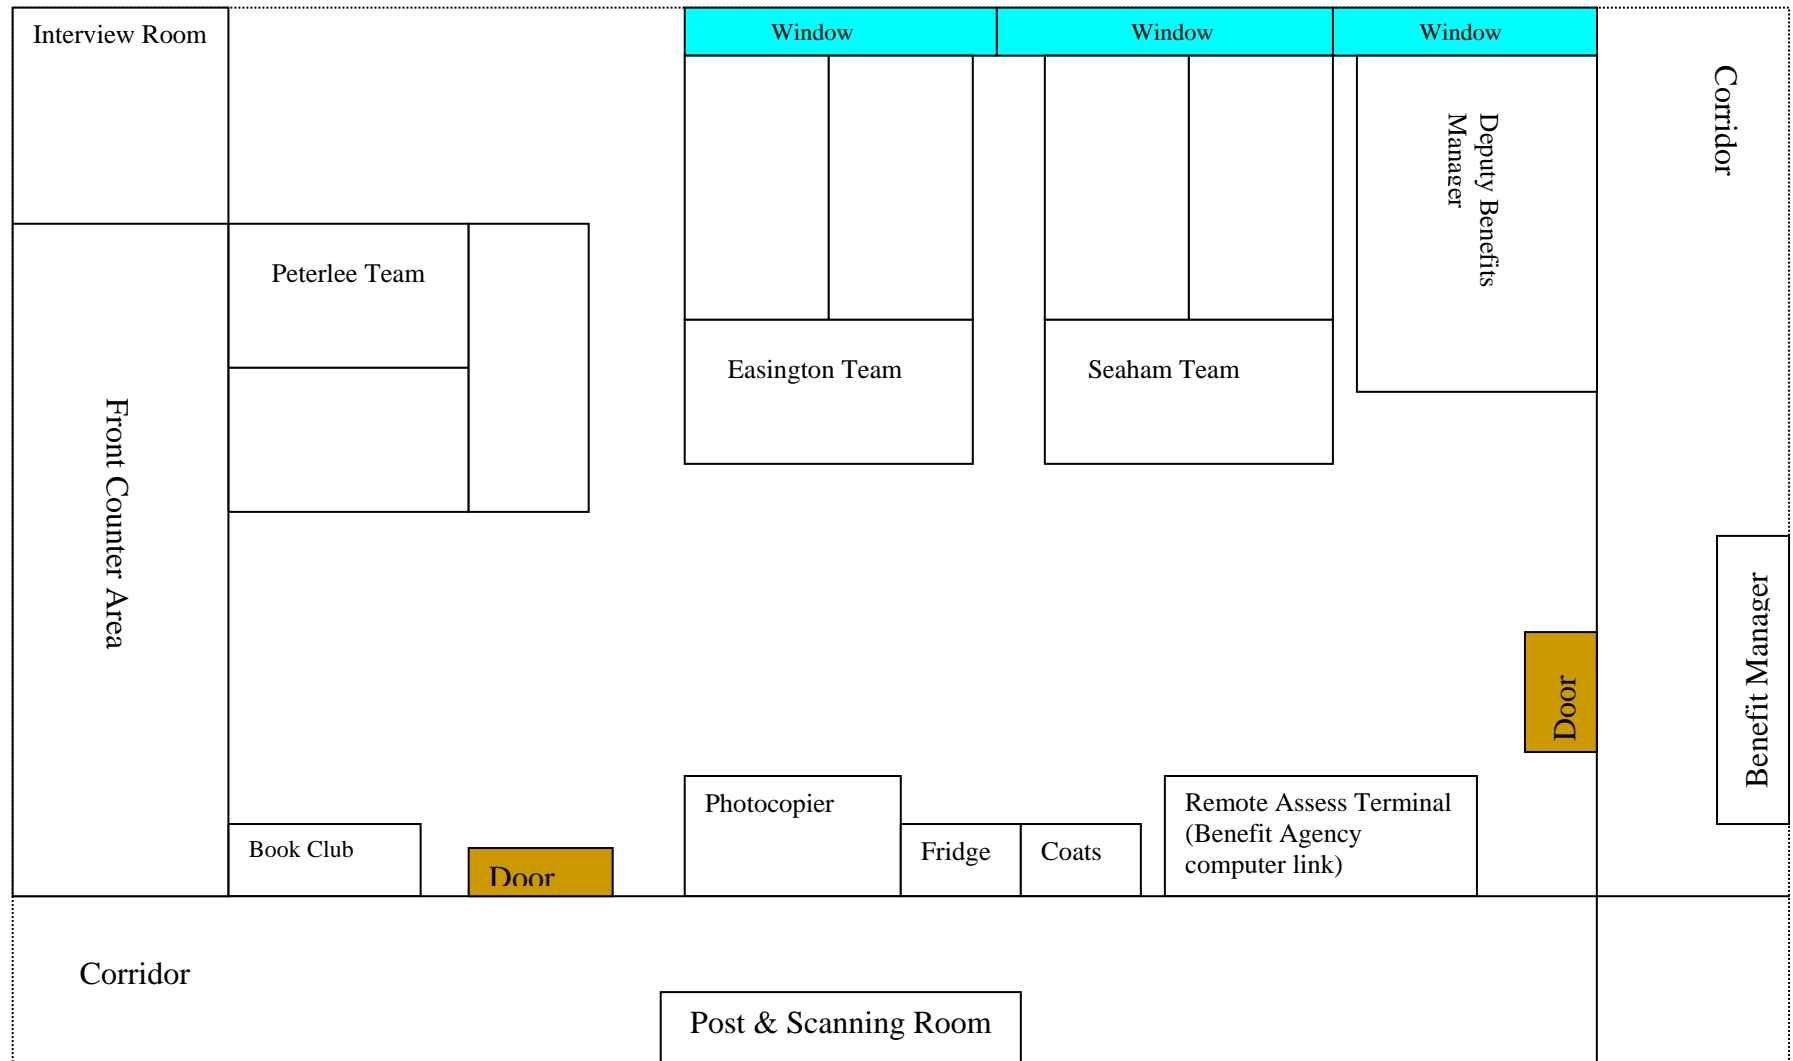 Interview Room
Window
Window
Window
Corridor
Deputy Benefits
Manager
Peterlee Team
Easington Team
Seaham Team
Front Counter Area
Benefit Manager
Door
Photocopier
Remote Assess Terminal
(Benefit Agency
computer link)
Book Club
Fridge
Coats
Door
Corridor
Post & Scanning Room